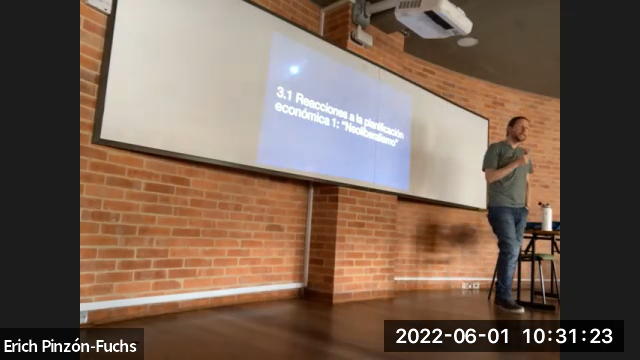 3.1 Reacciones a la planificación
económica 1: "Neoliberalismo"
Erich Pinzón-Fuchs
2022-06-01 10:31:23